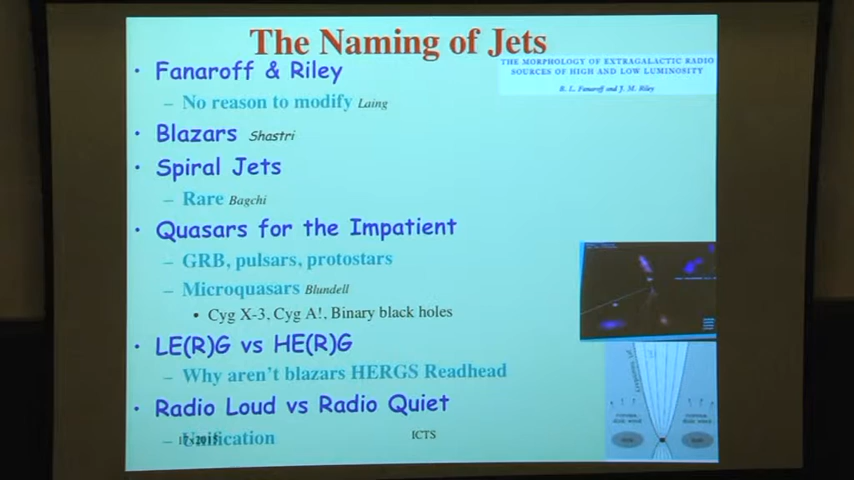 The Naming of Jets
• Fanaroff & Riley
– No reason to modify Laing
THE MORPHOLOGY OF EXTRAGALACTIC RADIO
SOURCES OF HIGH AND LOW LUMINOSITY
B. L. Fanaroff and J. M. Riley
• Blazars Shastri
• Spiral Jets
– Rare Bagchi
• Quasars for the Impatient
– GRB, pulsars, protostars
– Microquasars Blundell
• Cyg X-3, Cyg A!, Binary black holes
• LE(R)G vs HE(R)G
– Why aren't blazars HERGS Readhead
• Radio Loud vs Radio Quiet
– Unification
ICTS